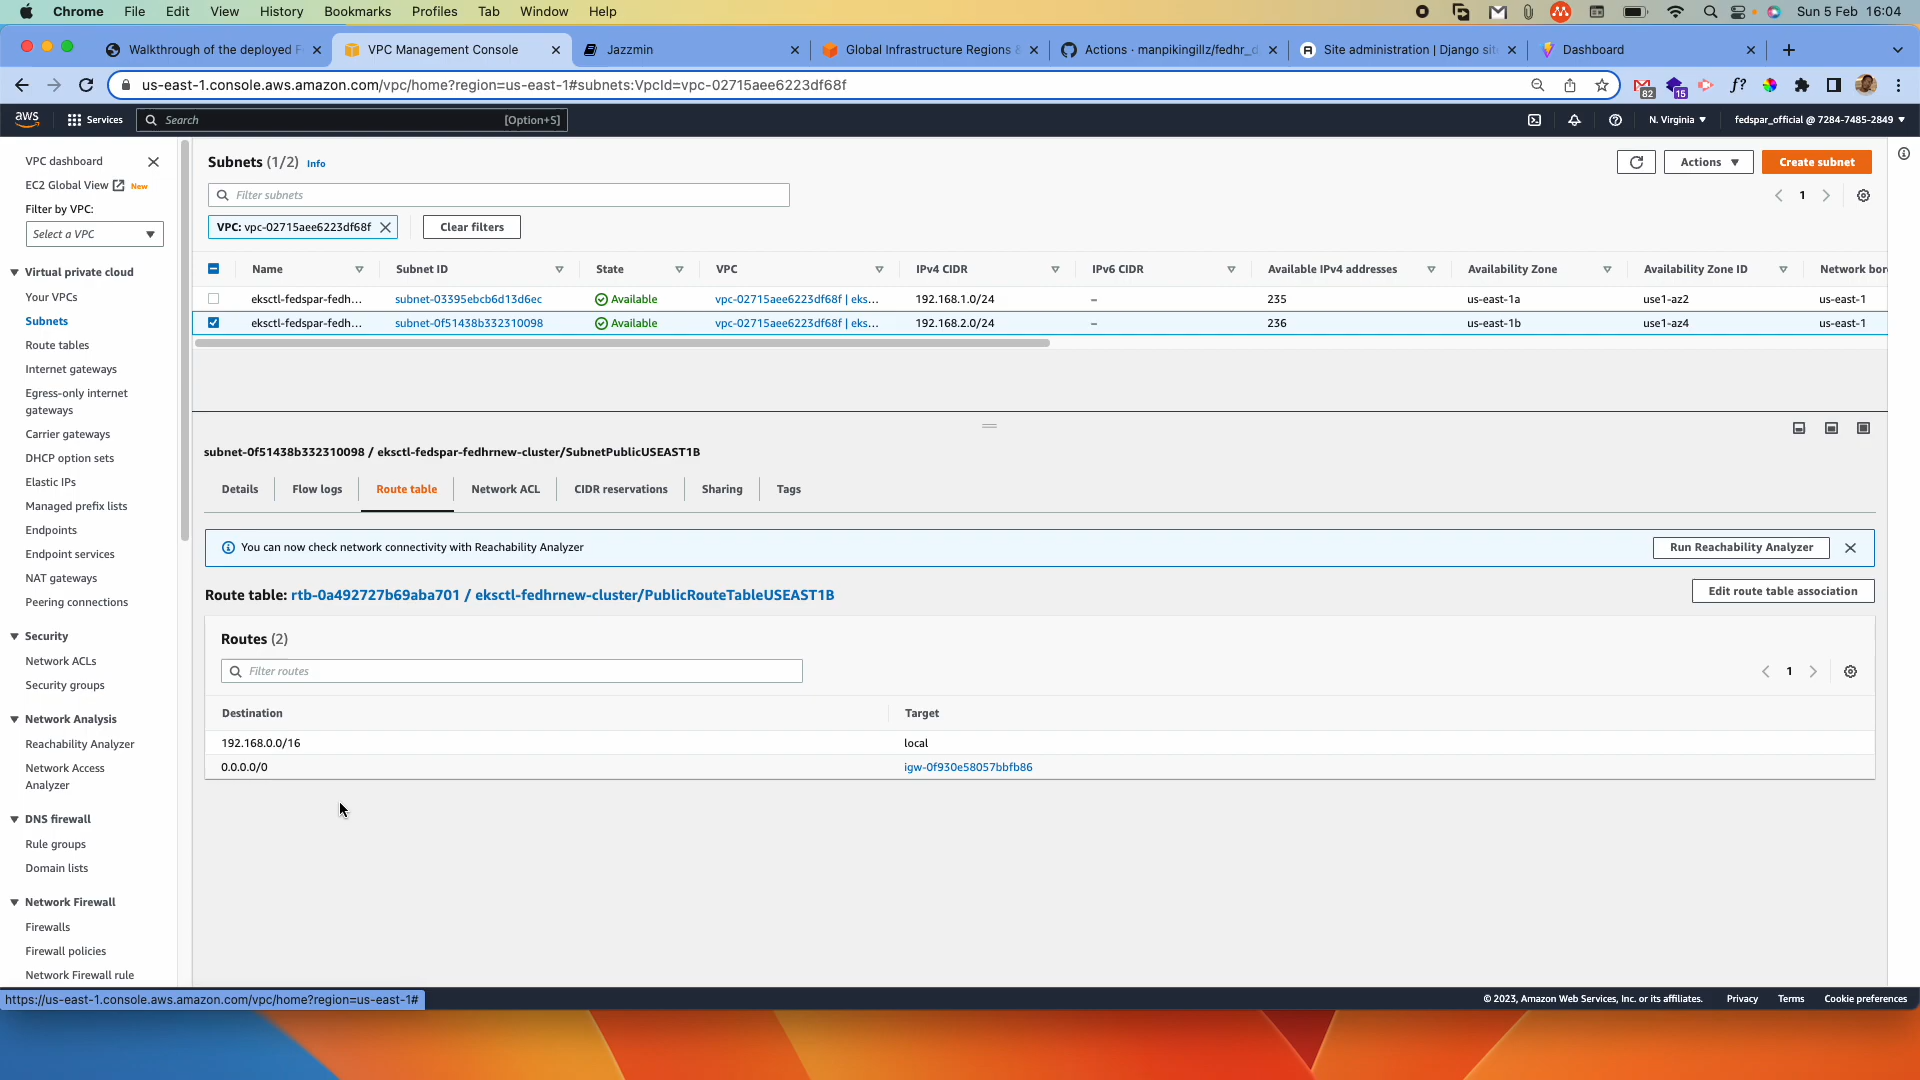 Chrome File Edit View History Bookmarks Profiles Tab Window Help Sun 5 Feb 16:04
Walkthrough of the deployed F VPC Management Console Jazzmin Global Infrastructure Regions & Actions · manpikingillz/fedhr_d Site administration | Django sit Dashboard
us-east-1.console.aws.amazon.com/vpc/home?region=us-east-1#subnets:VpcId=vpc-02715aee6223df68f 82 15 f?
aws Services Search [Option+S] N. Virginia fedspar_official @ 7284-7485-2849
VPC dashboard
EC2 Global View New
Filter by VPC:
Select a VPC
Virtual private cloud
Your VPCs
Subnets
Route tables
Internet gateways
Egress-only internet
gateways
Carrier gateways
DHCP option sets
Elastic IPs
Managed prefix lists
Endpoints
Endpoint services
NAT gateways
Peering connections
Security
Network ACLs
Security groups
Network Analysis
Reachability Analyzer
Network Access
Analyzer
DNS firewall
Rule groups
Domain lists
Network Firewall
Firewalls
Firewall policies
Network Firewall rule
Subnets (1/2) Info Actions Create subnet
Filter subnets 1
VPC: vpc-02715aee6223df68f Clear filters
Name Subnet ID State VPC IPv4 CIDR IPv6 CIDR Available IPv4 addresses Availability Zone Availability Zone ID Network bor
eksctl-fedspar-fedh... subnet-03395ebcb6d13d6ec Available vpc-02715aee6223df68f | eks... 192.168.1.0/24 – 235 us-east-1a use1-az2 us-east-1
eksctl-fedspar-fedh... subnet-0f51438b332310098 Available vpc-02715aee6223df68f | eks... 192.168.2.0/24 – 236 us-east-1b use1-az4 us-east-1
subnet-0f51438b332310098 / eksctl-fedspar-fedhrnew-cluster/SubnetPublicUSEAST1B
Details Flow logs Route table Network ACL CIDR reservations Sharing Tags
You can now check network connectivity with Reachability Analyzer Run Reachability Analyzer
Route table: rtb-0a492727b69aba701 / eksctl-fedhrnew-cluster/PublicRouteTableUSEAST1B Edit route table association
Routes (2)
Filter routes 1
Destination Target
192.168.0.0/16 local
0.0.0.0/0 igw-0f930e58057bbfb86
https://us-east-1.console.aws.amazon.com/vpc/home?region=us-east-1#
© 2023, Amazon Web Services, Inc. or its affiliates. Privacy Terms Cookie preferences